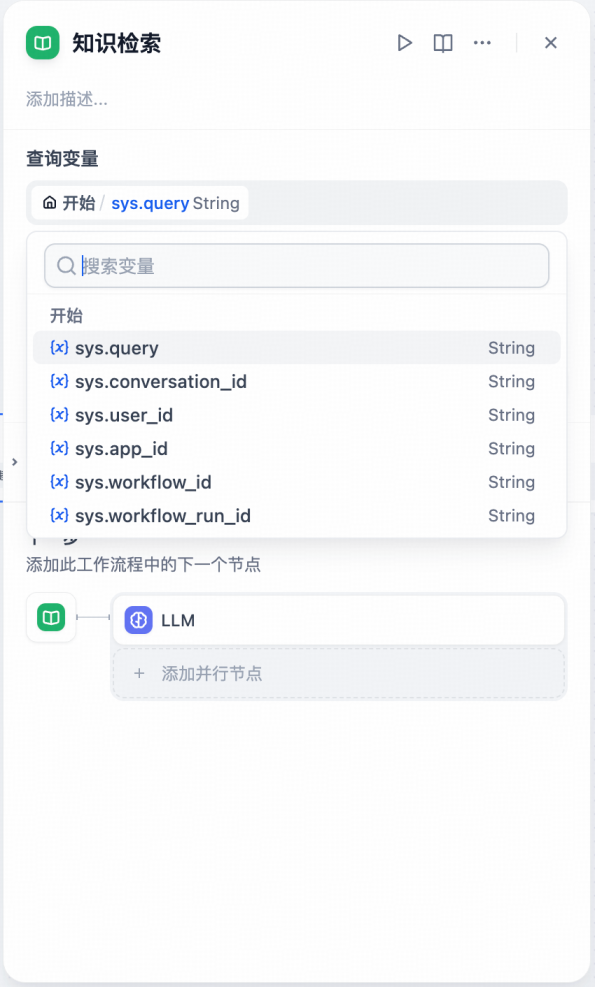 知识检索
添加描述...
查询变量
开始 / sys.query String
搜索变量
开始
{x} sys.query String
{x} sys.conversation_id String
{x} sys.user_id String
{x} sys.app_id String
{x} sys.workflow_id String
{x} sys.workflow_run_id String
添加此工作流程中的下一个节点
LLM
+ 添加并行节点